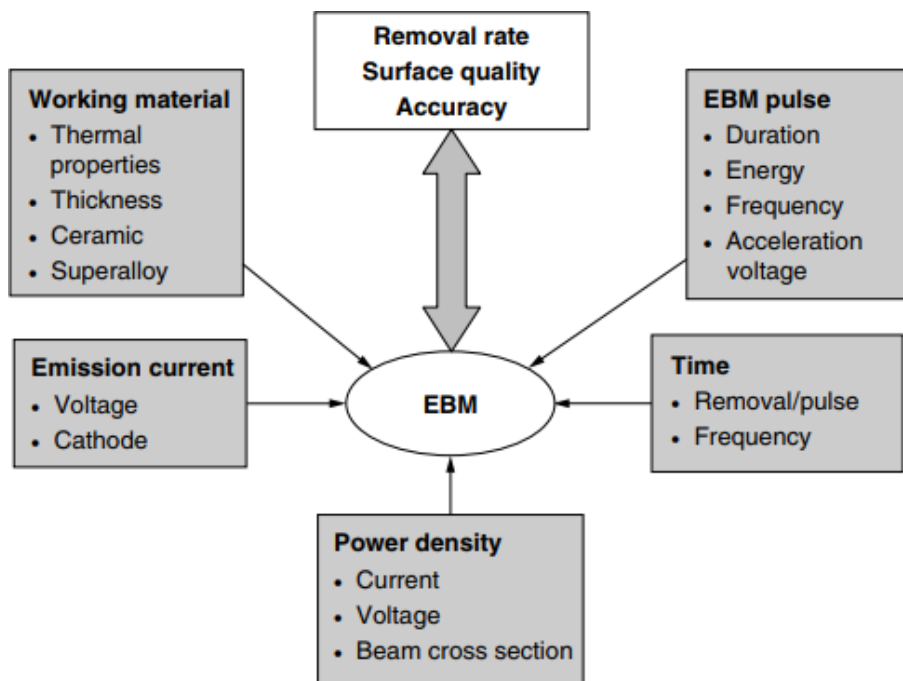 Removal rate
Surface quality
Accuracy
Working material
• Thermal
properties
• Thickness
• Ceramic
• Superalloy
EBM pulse
• Duration
• Energy
• Frequency
• Acceleration
voltage
Emission current
• Voltage
• Cathode
EBM
Time
• Removal/pulse
• Frequency
Power density
• Current
• Voltage
• Beam cross section